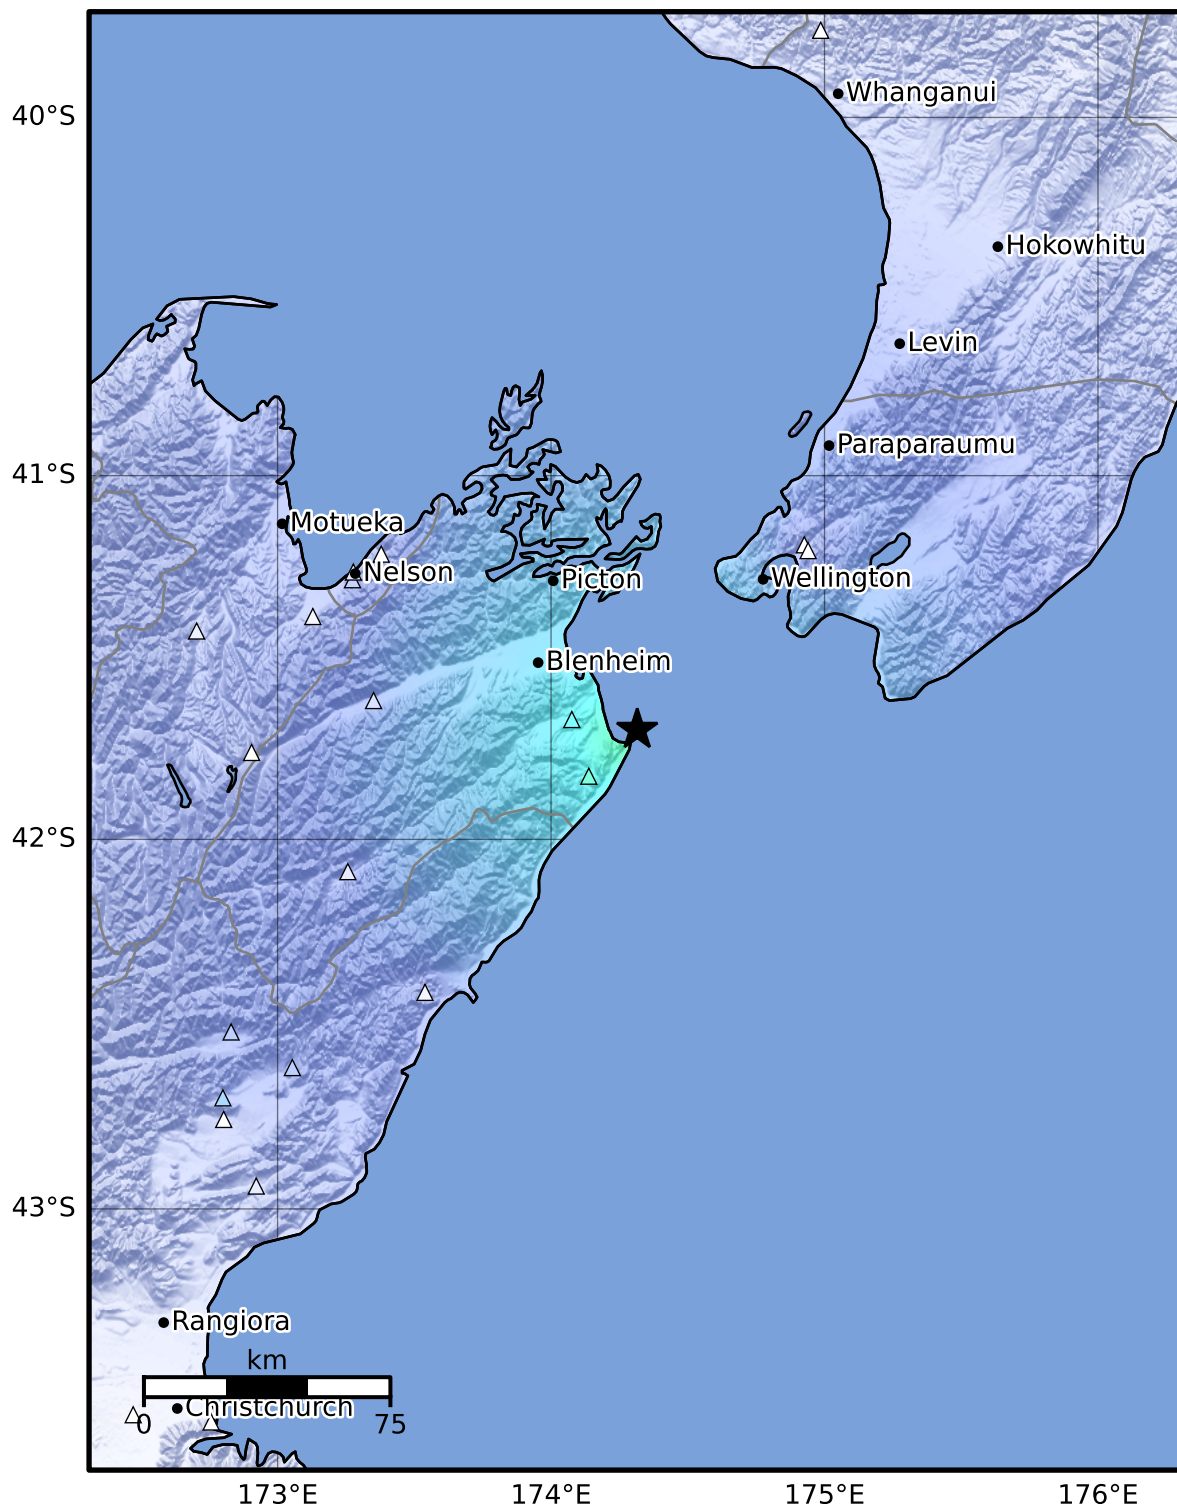 Whanganui
40°S
Hokowhitu
Levin
Paraparaumu
41°S
Motueka
Nelson
Picton
Wellington
Blenheim
42°S
43°S
Rangiora
km
Christchurch
0
75
173°E
174°E
175°E
176°E